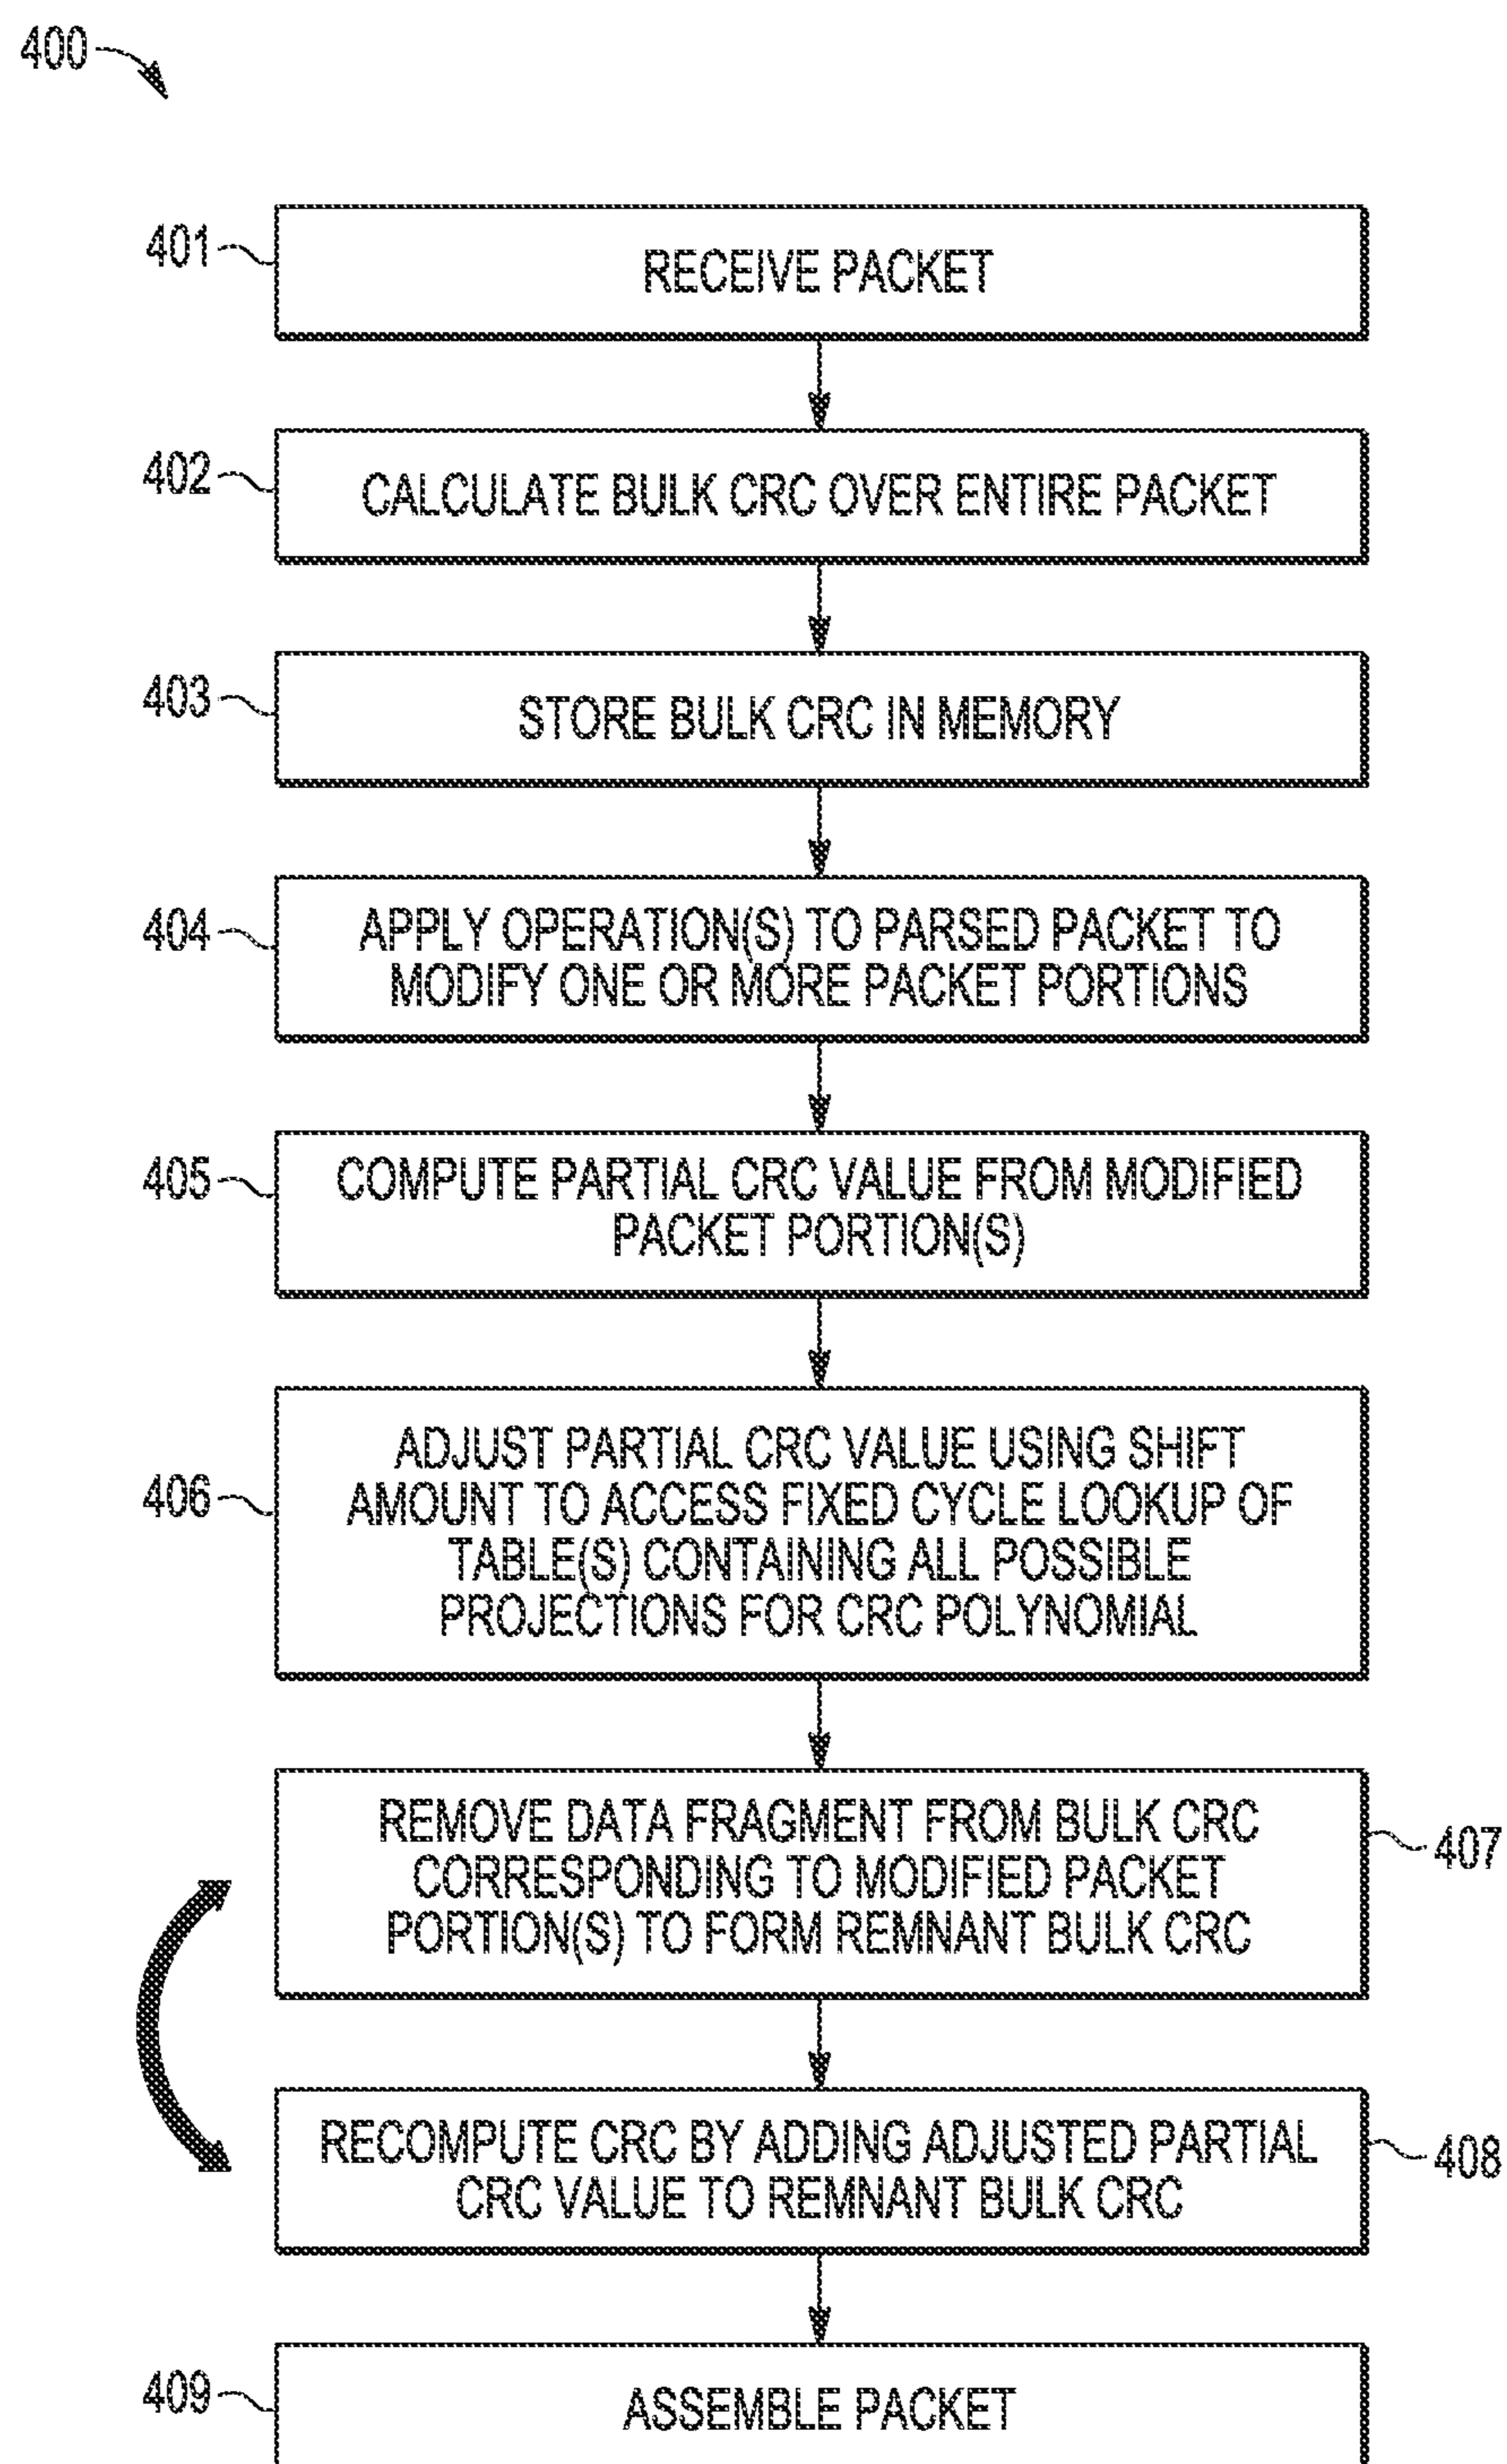 400
401
RECEIVE PACKET
402
CALCULATE BULK CRC OVER ENTIRE PACKET
403
STORE BULK CRC IN MEMORY
404
APPLY OPERATION(S) TO PARSED PACKET TO
MODIFY ONE OR MORE PACKET PORTIONS
405
COMPUTE PARTIAL CRC VALUE FROM MODIFIED
PACKET PORTION(S)
406
ADJUST PARTIAL CRC VALUE USING SHIFT
AMOUNT TO ACCESS FIXED CYCLE LOOKUP OF
TABLE(S) CONTAINING ALL POSSIBLE
PROJECTIONS FOR CRC POLYNOMIAL
REMOVE DATA FRAGMENT FROM BULK CRC
CORRESPONDING TO MODIFIED PACKET
PORTION(S) TO FORM REMNANT BULK CRC
407
RECOMPUTE CRC BY ADDING ADJUSTED PARTIAL
CRC VALUE TO REMNANT BULK CRC
408
409
ASSEMBLE PACKET